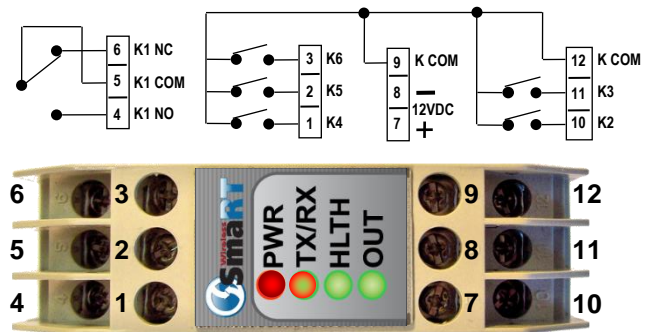 6 K1 NC
5 K1 COM
4 K1 NO
3 K6
2 K5
1 K4
9 K COM
8 −
12VDC
7 +
12 K COM
11 K3
10 K2
6 3
5 2
4 1
Wireless
SmaRT
PWR
TX/RX
HLTH
OUT
9 12
8 11
7 10